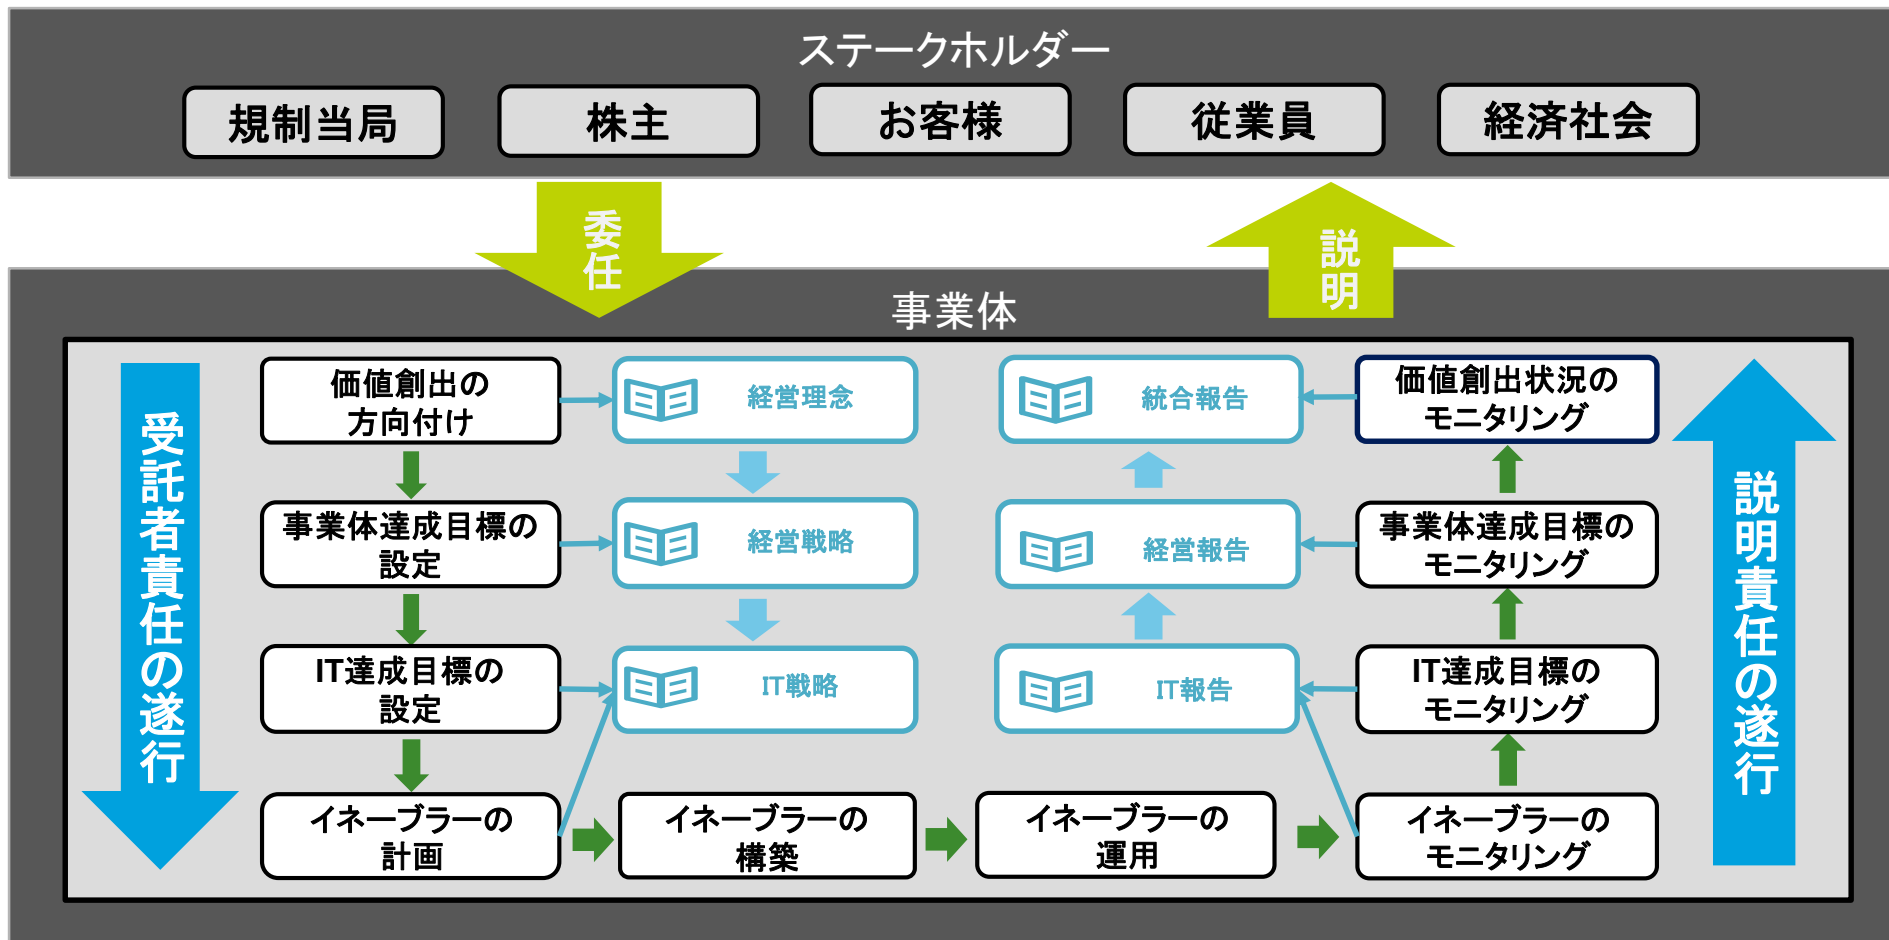 ステークホルダー
規制当局
株主
お客様
従業員
経済社会
委任
説明
事業体
受託者責任の遂行
価値創出の
方向付け
経営理念
統合報告
価値創出状況の
モニタリング
説明責任の遂行
事業体達成目標の
設定
経営戦略
経営報告
事業体達成目標の
モニタリング
IT達成目標の
設定
IT戦略
IT報告
IT達成目標の
モニタリング
イネーブラーの
計画
イネーブラーの
構築
イネーブラーの
運用
イネーブラーの
モニタリング